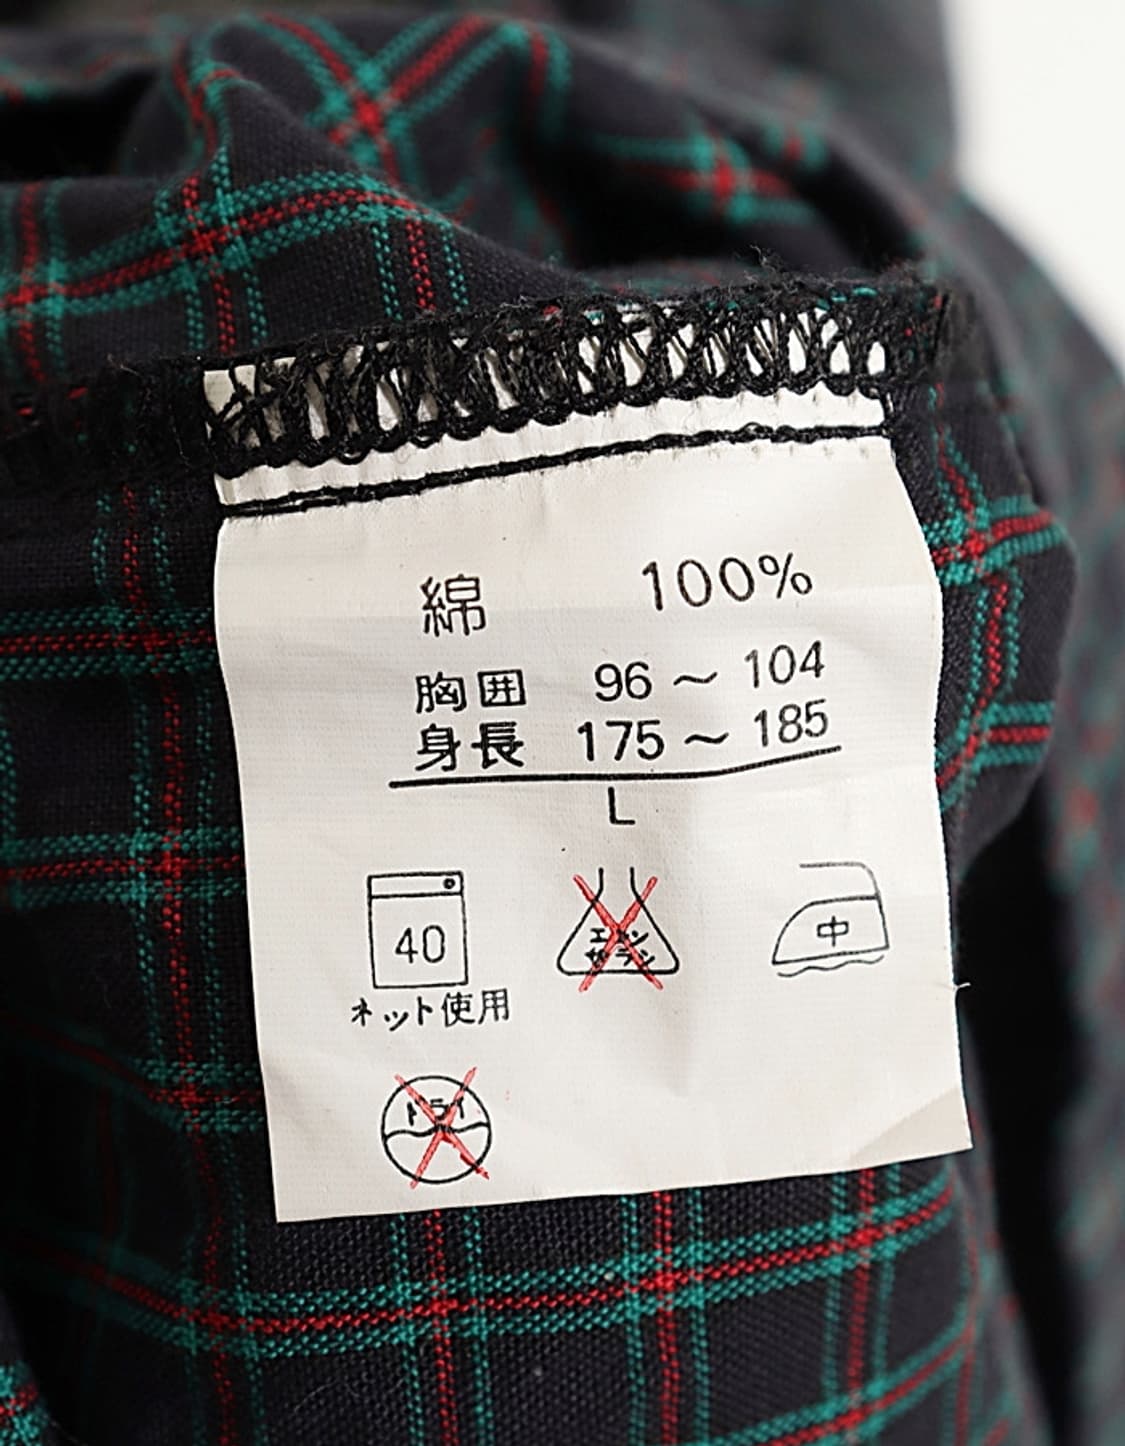 綿 100%
胸囲 96～104
身長 175～185
L
40
エンソ
サラシ
中
ネット使用
ドライ